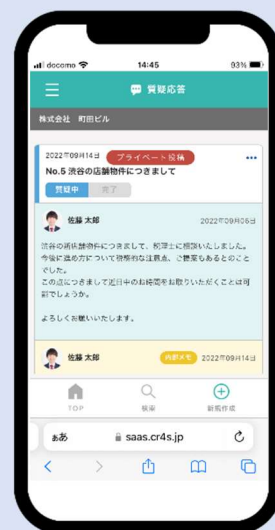 docomo 14:45 93%
質疑応答
株式会社 町田ビル
2022年09月14日 プライベート投稿
No.5 渋谷の店舗物件につきまして
質疑中 完了
佐藤 太郎 2022年09月06日
渋谷の新店舗物件につきまして、税理士に相談いたしました。
今後に進め方について税務的な注意点、ご提案もあるとのこと
でした。
この点につきまして近日中のお時間をお取りいただくことは可
能でしょうか。
よろしくお願いいたします。
佐藤 太郎 内部メモ 2022年09月14日
TOP 検索 新規作成
ぁあ saas.cr4s.jp